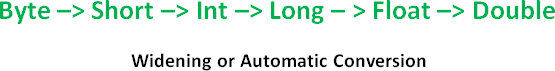 Byte –> Short –> Int –> Long – > Float –> Double
Widening or Automatic Conversion